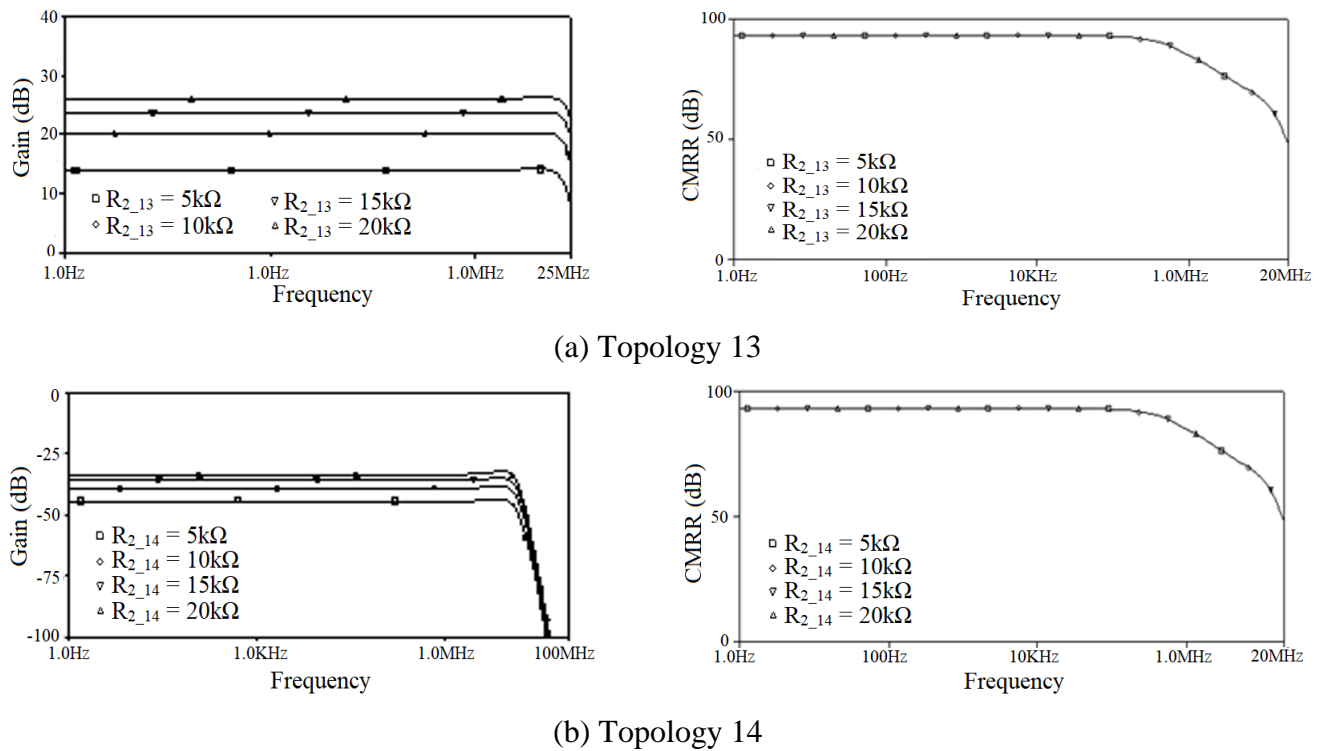 40
30
20
10
0
Gain (dB)
R2_13 = 5kΩ
R2_13 = 15kΩ
R2_13 = 10kΩ
R2_13 = 20kΩ
1.0Hz
1.0Hz
1.0MHz
25MHz
Frequency
100
50
0
CMRR (dB)
R2_13 = 5kΩ
R2_13 = 10kΩ
R2_13 = 15kΩ
R2_13 = 20kΩ
1.0Hz
100Hz
10KHz
1.0MHz
20MHz
Frequency
(a) Topology 13
0
-25
-50
-75
-100
Gain (dB)
R2_14 = 5kΩ
R2_14 = 10kΩ
R2_14 = 15kΩ
R2_14 = 20kΩ
1.0Hz
1.0KHz
1.0MHz
100MHz
Frequency
100
50
0
CMRR (dB)
R2_14 = 5kΩ
R2_14 = 10kΩ
R2_14 = 15kΩ
R2_14 = 20kΩ
1.0Hz
100Hz
10KHz
1.0MHz
20MHz
Frequency
(b) Topology 14